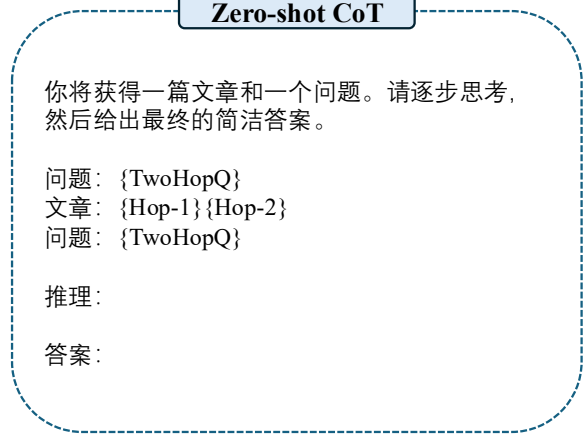 Zero-shot CoT
你将获得一篇文章和一个问题。请逐步思考,
然后给出最终的简洁答案。
问题: {TwoHopQ}
文章: {Hop-1}{Hop-2}
问题: {TwoHopQ}
推理:
答案: